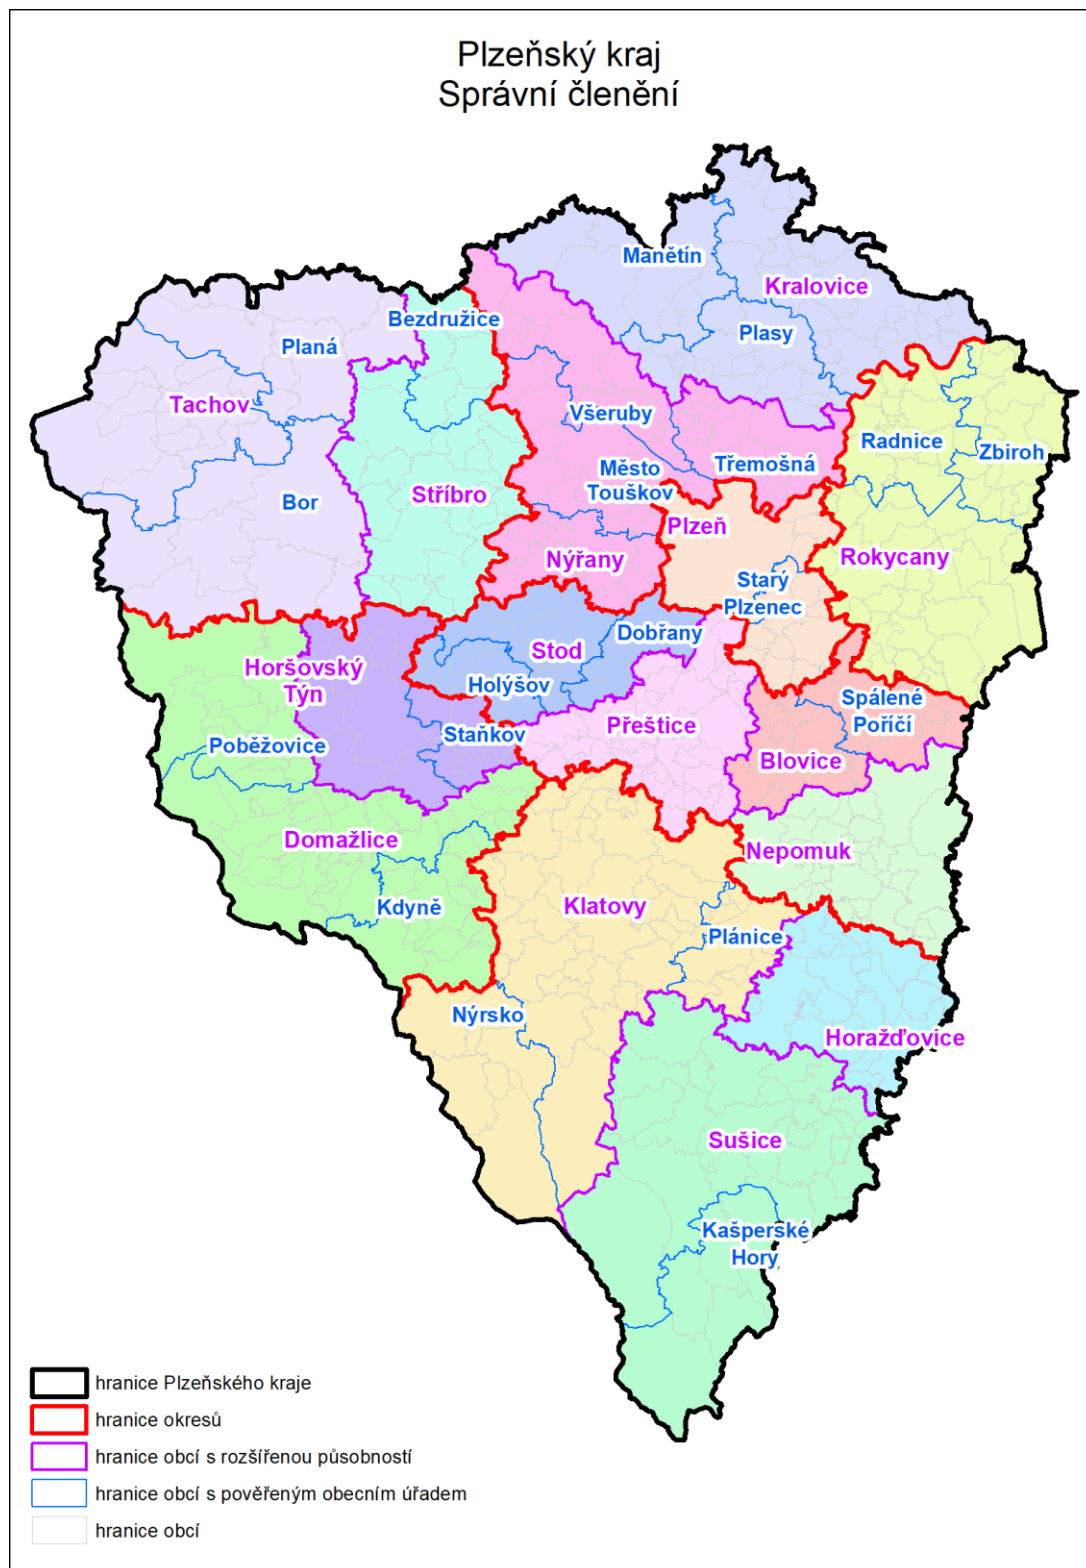 Plzeňský kraj
Správní členění
Manětín
Kralovice
Bezdružice
Plasy
Planá
Tachov
Všeruby
Radnice
Zbiroh
Město
Touškov
Třemošná
Stříbro
Bor
Plzeň
Nýřany
Rokycany
Starý
Plzenec
Dobřany
Stod
Horšovský
Týn
Holýšov
Spálené
Poříčí
Přeštice
Staňkov
Poběžovice
Blovice
Domažlice
Nepomuk
Kdyně
Klatovy
Plánice
Nýrsko
Horažďovice
Sušice
Kašperské
Hory
hranice Plzeňského kraje
hranice okresů
hranice obcí s rozšířenou působností
hranice obcí s pověřeným obecním úřadem
hranice obcí